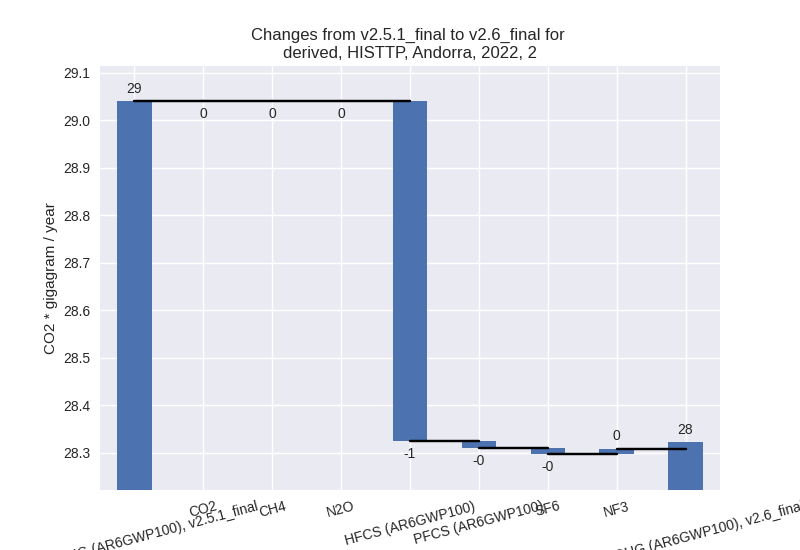 Changes from v2.5.1_final to v2.6_final for
derived, HISTTP, Andorra, 2022, 2
CO2 * gigagram / year
29.1
29.0
28.9
28.8
28.7
28.6
28.5
28.4
28.3
29
0
0
0
-1
-0
-0
0
28
(AR6GWP100), v2.5.1_final
CO2
CH4
N2O
HFCS (AR6GWP100)
PFCS (AR6GWP100)
SF6
NF3
(AR6GWP100), v2.6_final